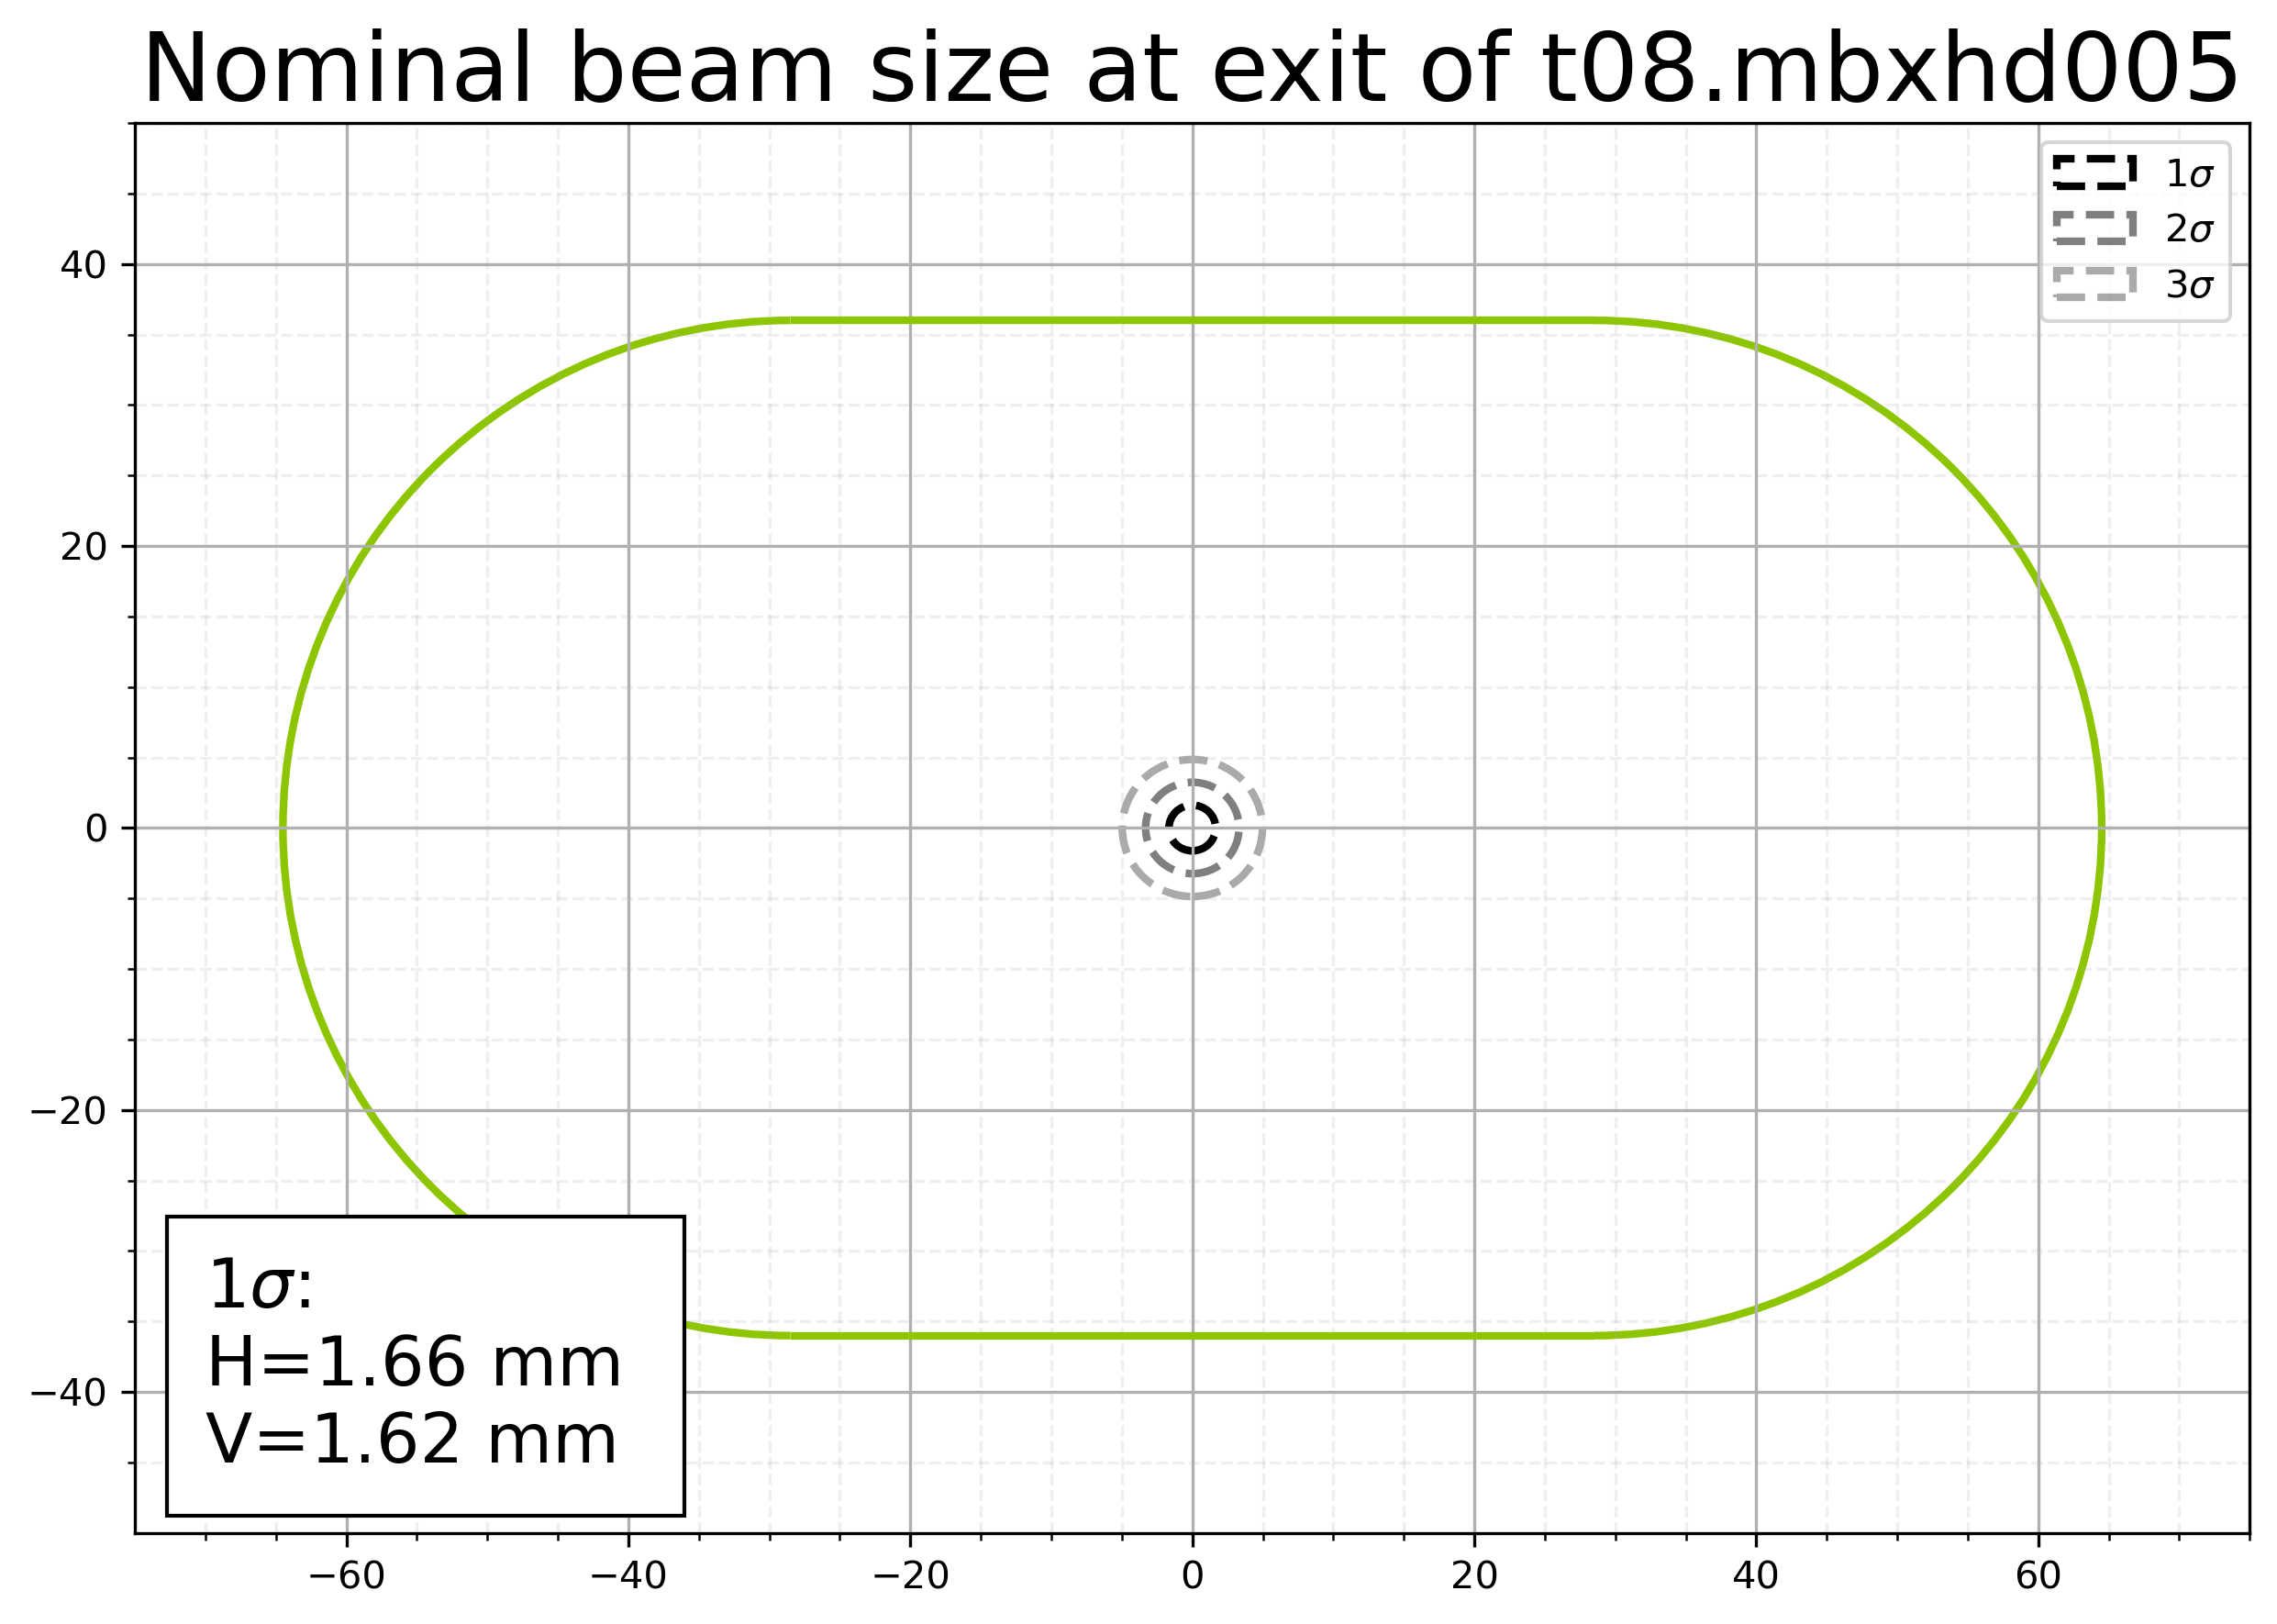 Nominal beam size at exit of t08.mbxhd005
1σ
2σ
3σ
40
20
0
−20
−40
1σ:
H=1.66 mm
V=1.62 mm
−60 −40 −20 0 20 40 60